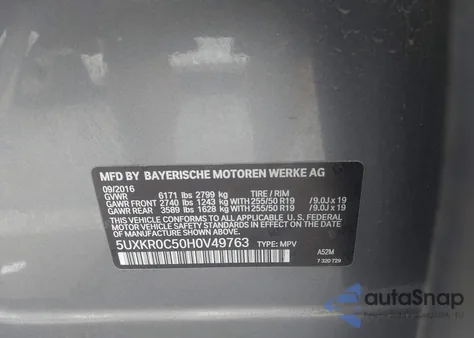 MFD BY BAYERISCHE MOTOREN WERKE AG
09/2016
GVWR 6171 lbs 2799 kg TIRE / RIM
GAWR FRONT 2740 lbs 1243 kg WITH 255/50 R19 /9.0J x 19
GAWR REAR 3589 lbs 1628 kg WITH 255/50 R19 /9.0J x 19
THIS VEHICLE CONFORMS TO ALL APPLICABLE U.S. FEDERAL
MOTOR VEHICLE SAFETY STANDARDS IN EFFECT ON THE
DATE OF MANUFACTURE SHOWN ABOVE.
5UXKR0C50H0V49763 TYPE: MPV
A52M
7 320 729
autaSnap